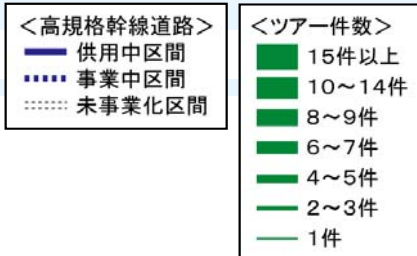 ＜高規格幹線道路＞
供用中区間
事業中区間
未事業化区間
＜ツアー件数＞
15件以上
10～14件
8～9件
6～7件
4～5件
2～3件
1件